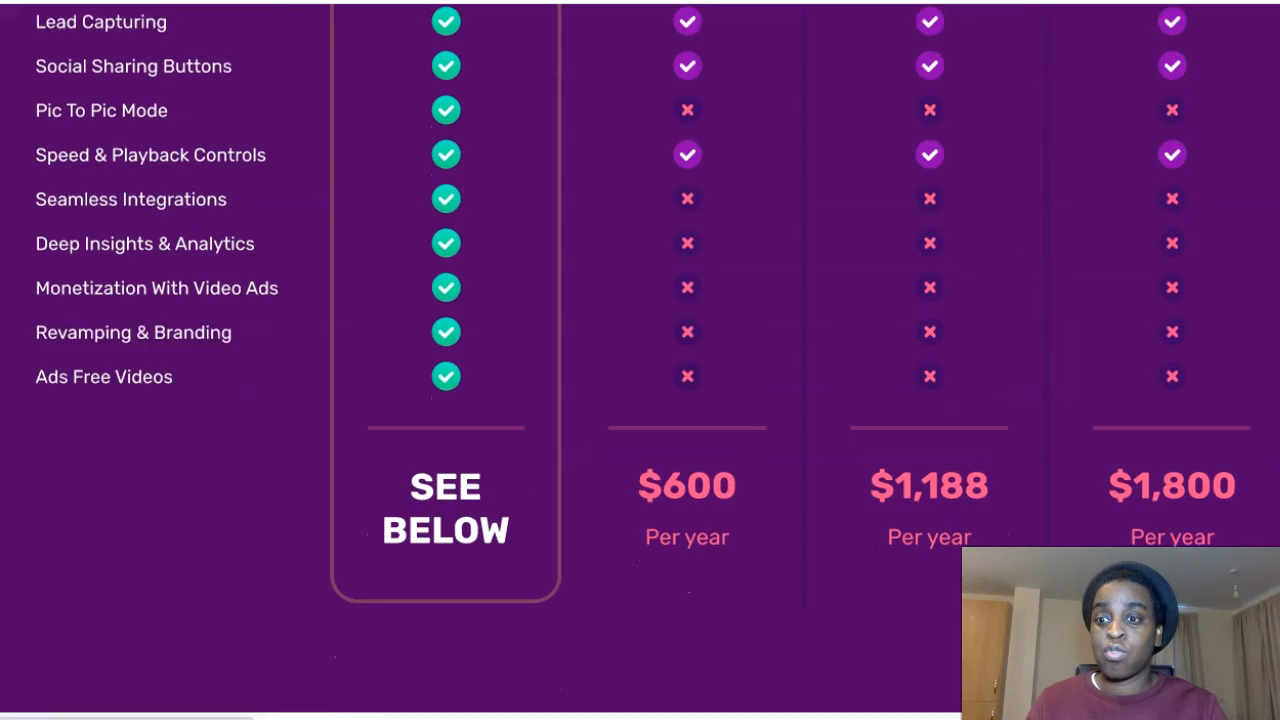 Lead Capturing
Social Sharing Buttons
Pic To Pic Mode
Speed & Playback Controls
Seamless Integrations
Deep Insights & Analytics
Monetization With Video Ads
Revamping & Branding
Ads Free Videos
SEE
BELOW
$600
Per year
$1,188
Per year
$1,800
Per year